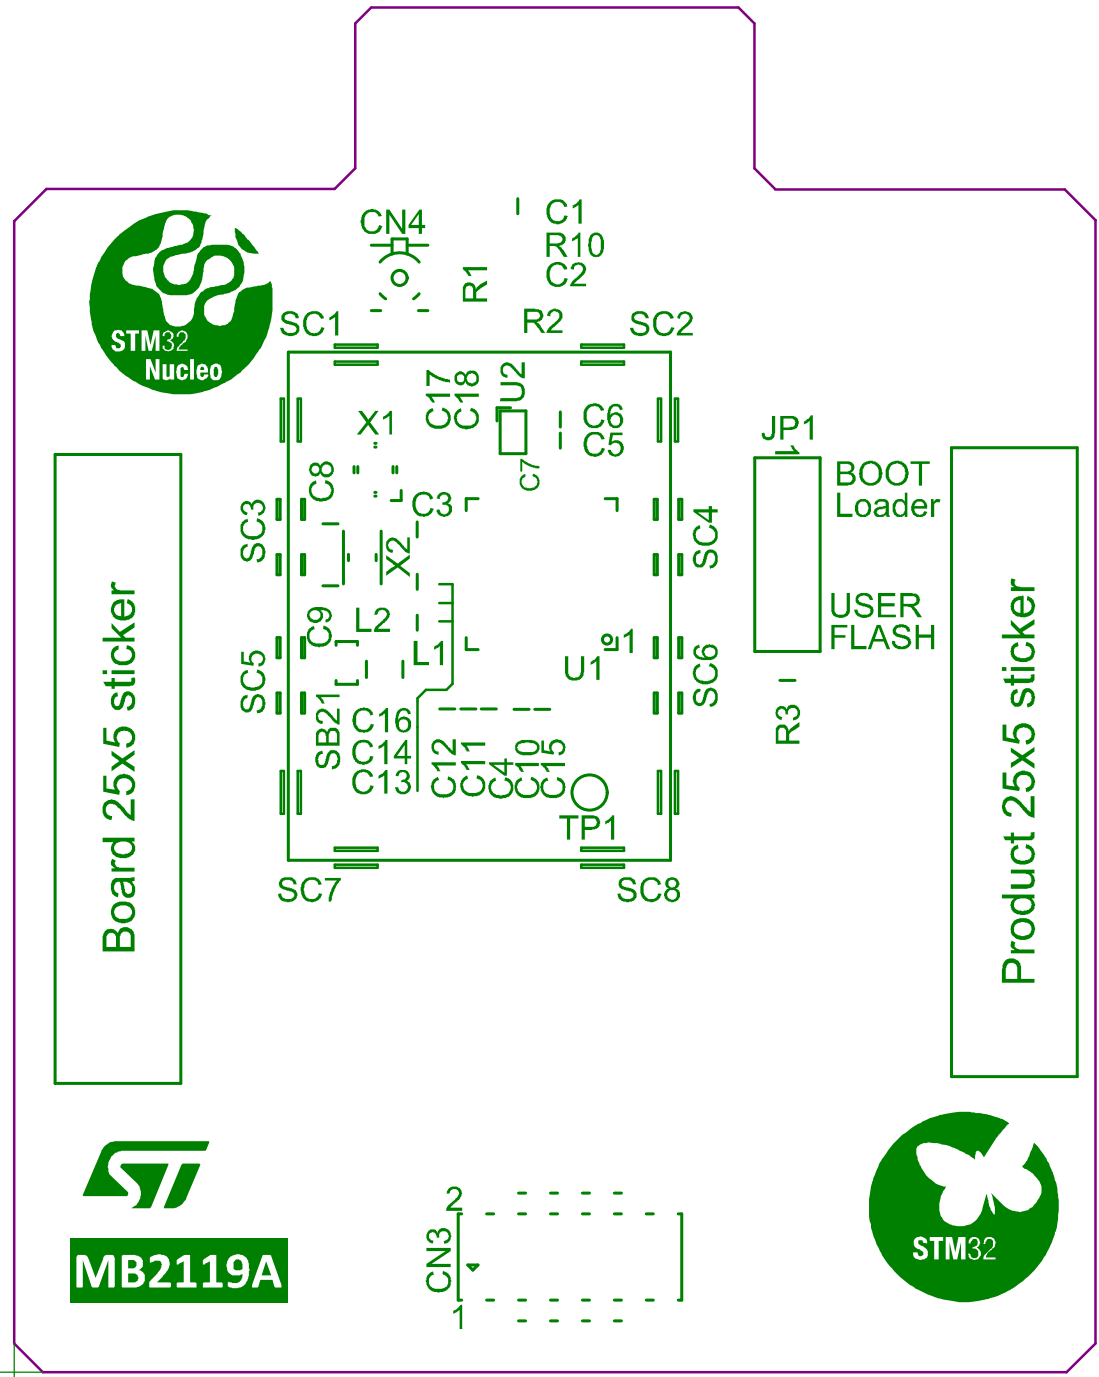 CN4
C1
R10
C2
R1
R2
STM32
Nucleo
SC1
SC2
C17
C18
U2
X1
C6
C5
C7
JP1
BOOT
Loader
C8
C3
SC3
X2
SC4
USER
FLASH
C9
L2
L1
1
U1
SC5
SC6
SB21
C16
C14
C13
C12
C11
C4
C10
C15
R3
TP1
SC7
SC8
Board 25x5 sticker
Product 25x5 sticker
ST
MB2119A
2
CN3
1
STM32